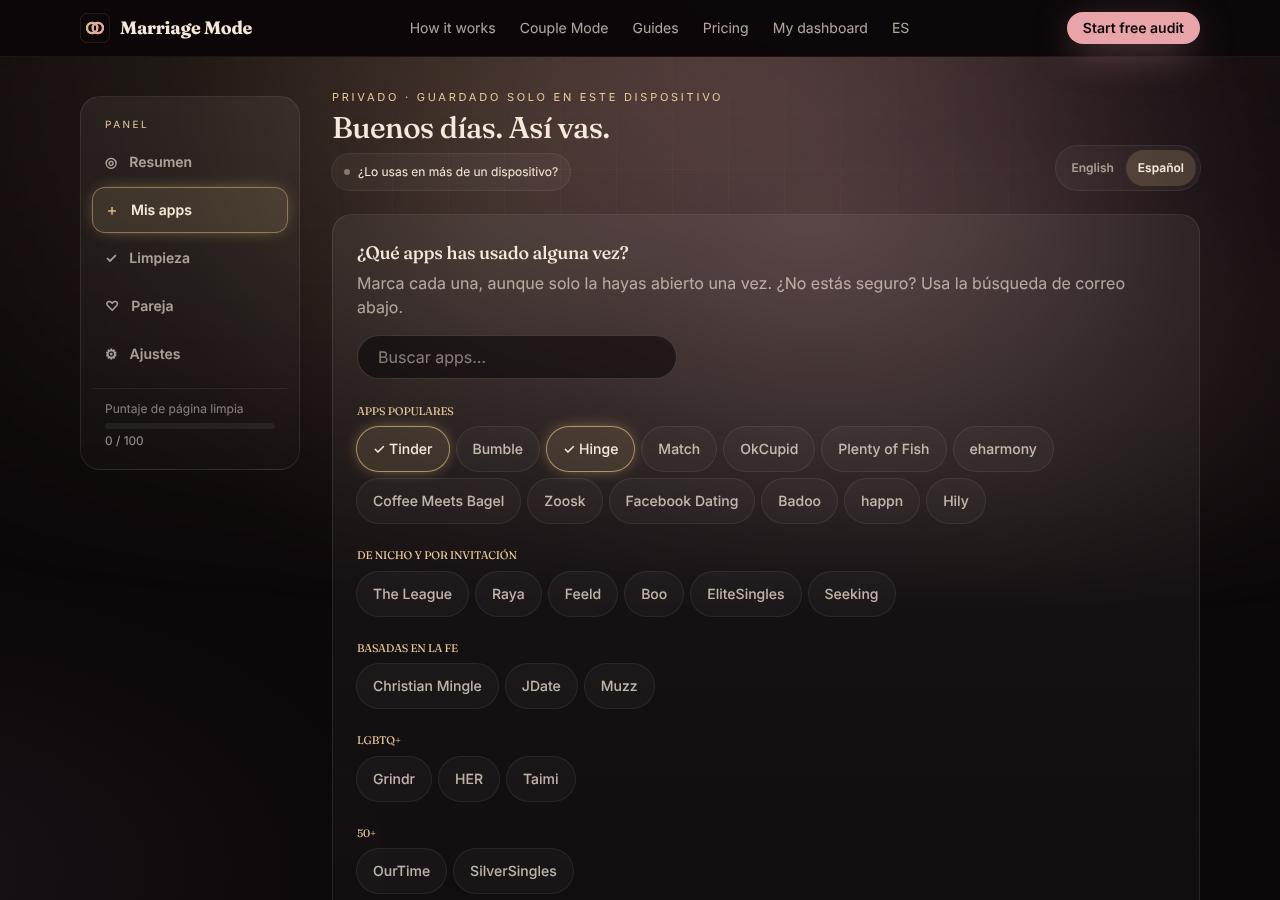 Marriage Mode
How it works
Couple Mode
Guides
Pricing
My dashboard
ES
Start free audit
PANEL
Resumen
Mis apps
Limpieza
Pareja
Ajustes
Puntaje de página limpia
0 / 100
PRIVADO · GUARDADO SOLO EN ESTE DISPOSITIVO
Buenos días. Así vas.
¿Lo usas en más de un dispositivo?
English
Español
¿Qué apps has usado alguna vez?
Marca cada una, aunque solo la hayas abierto una vez. ¿No estás seguro? Usa la búsqueda de correo
abajo.
Buscar apps...
APPS POPULARES
✓ Tinder
Bumble
✓ Hinge
Match
OkCupid
Plenty of Fish
eharmony
Coffee Meets Bagel
Zoosk
Facebook Dating
Badoo
happn
Hily
DE NICHO Y POR INVITACIÓN
The League
Raya
Feeld
Boo
EliteSingles
Seeking
BASADAS EN LA FE
Christian Mingle
JDate
Muzz
LGBTQ+
Grindr
HER
Taimi
50+
OurTime
SilverSingles